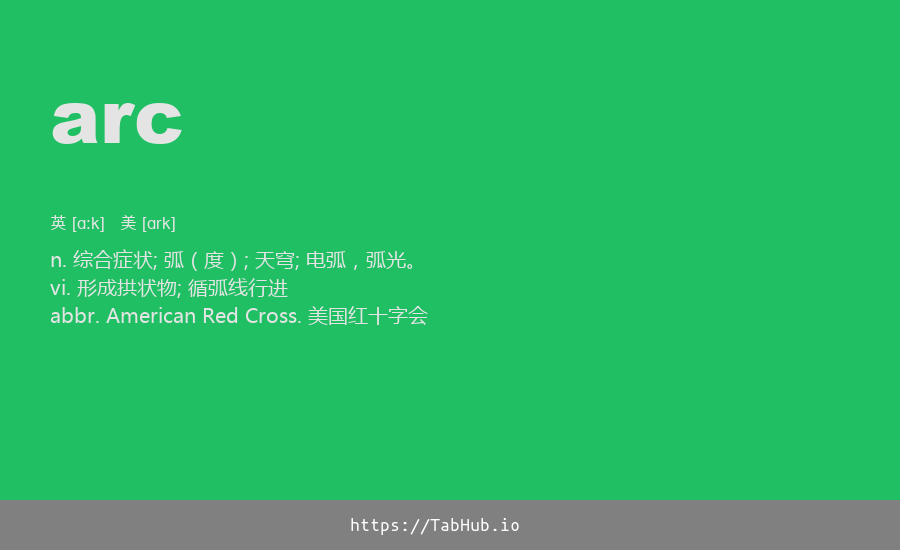 arc
英 [ɑːk] 美 [ɑrk]
n. 综合症状; 弧（度）; 天穹; 电弧，弧光。
vi. 形成拱状物; 循弧线行进
abbr. American Red Cross. 美国红十字会
https://TabHub.io